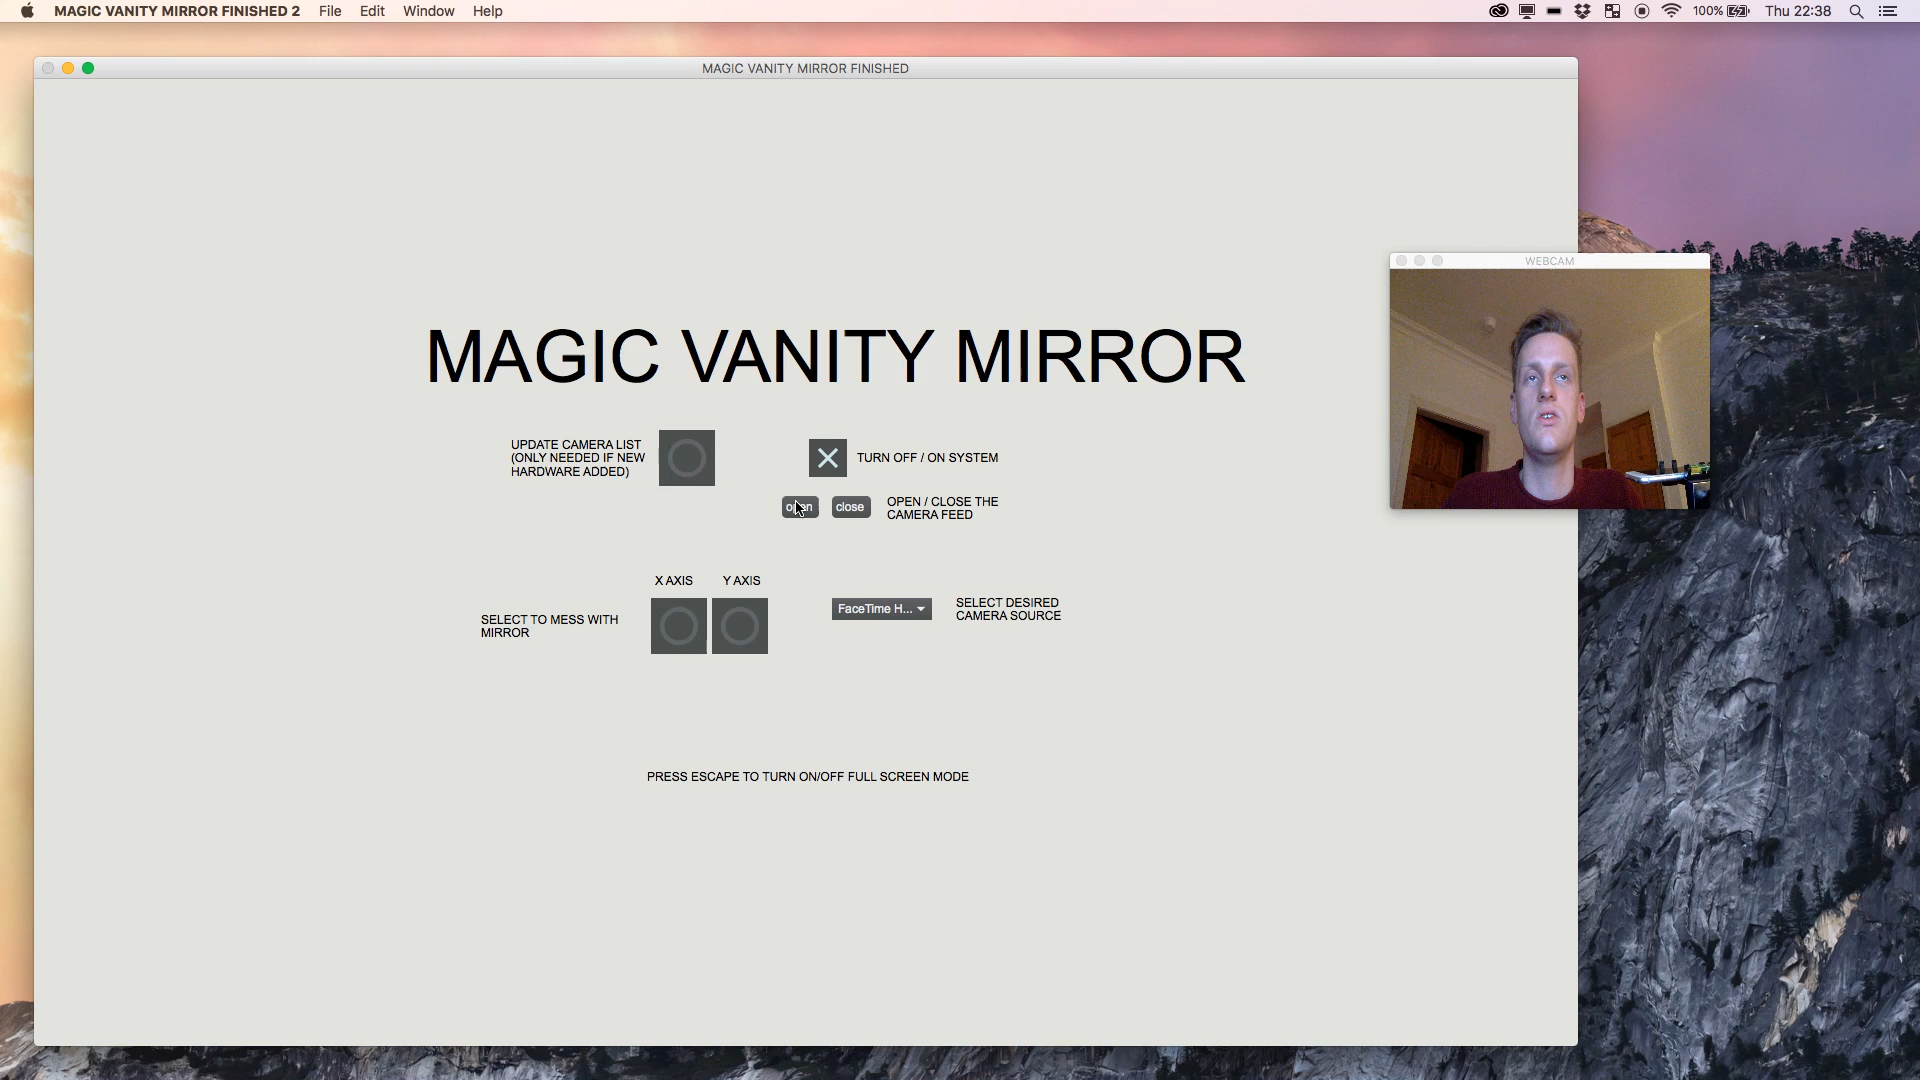 MAGIC VANITY MIRROR FINISHED 2 File Edit Window Help 100% Thu 22:38
MAGIC VANITY MIRROR FINISHED
WEBCAM
MAGIC VANITY MIRROR
UPDATE CAMERA LIST
(ONLY NEEDED IF NEW
HARDWARE ADDED)
TURN OFF / ON SYSTEM
open close
OPEN / CLOSE THE
CAMERA FEED
X AXIS Y AXIS
SELECT TO MESS WITH
MIRROR
FaceTime H...
SELECT DESIRED
CAMERA SOURCE
PRESS ESCAPE TO TURN ON/OFF FULL SCREEN MODE